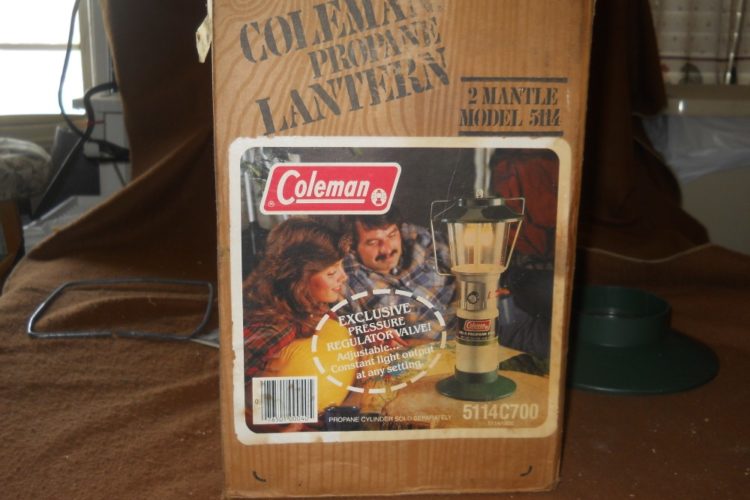 COLEMAN
PROPANE
LANTERN
2 MANTLE
MODEL 5114
Coleman
EXCLUSIVE
PRESSURE
REGULATOR VALVE!
Adjustable...
Constant light output
at any setting.
Coleman
PROPANE CYLINDER SOLD SEPARATELY
5114C700